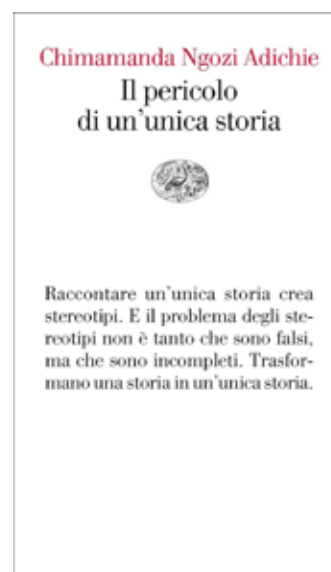 Chimamanda Ngozi Adichie
Il pericolo
di un'unica storia
Raccontare un'unica storia crea
stereotipi. E il problema degli ste-
reotipi non è tanto che sono falsi,
ma che sono incompleti. Trasfor-
mano una storia in un'unica storia.